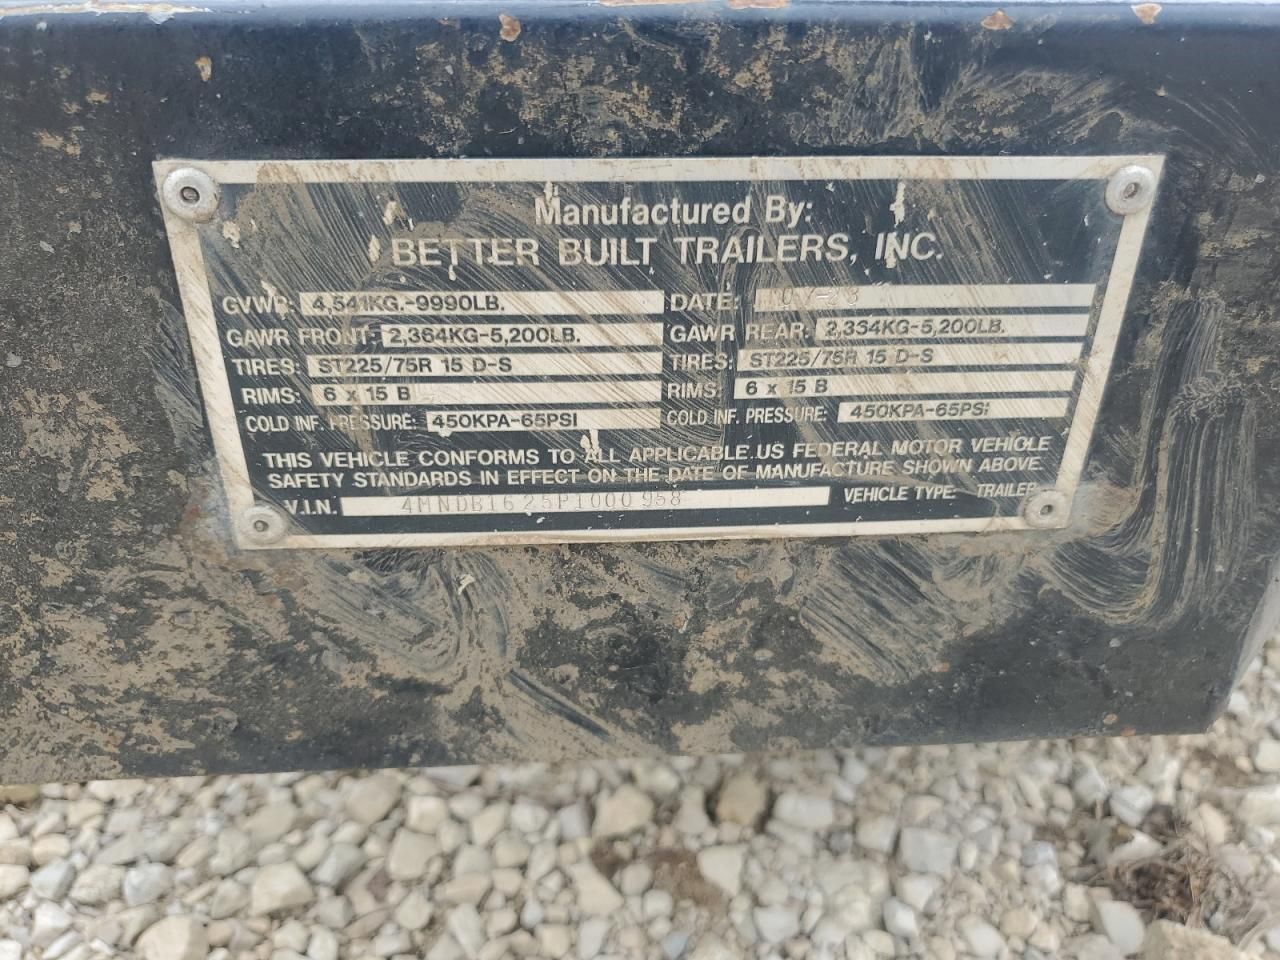 Manufactured By:
BETTER BUILT TRAILERS, INC.
GVWR: 4,541KG.-9990LB. DATE: 07-23
GAWR FRONT: 2,364KG-5,200LB. GAWR REAR: 2,364KG-5,200LB.
TIRES: ST225/75R 15 D-S TIRES: ST225/75R 15 D-S
RIMS: 6 x 15 B RIMS: 6 x 15 B
COLD INF. PRESSURE: 450KPA-65PSI COLD INF. PRESSURE: 450KPA-65PSI
THIS VEHICLE CONFORMS TO ALL APPLICABLE US FEDERAL MOTOR VEHICLE
SAFETY STANDARDS IN EFFECT ON THE DATE OF MANUFACTURE SHOWN ABOVE.
V.I.N. 4MNDB1625P1000958 VEHICLE TYPE: TRAILER